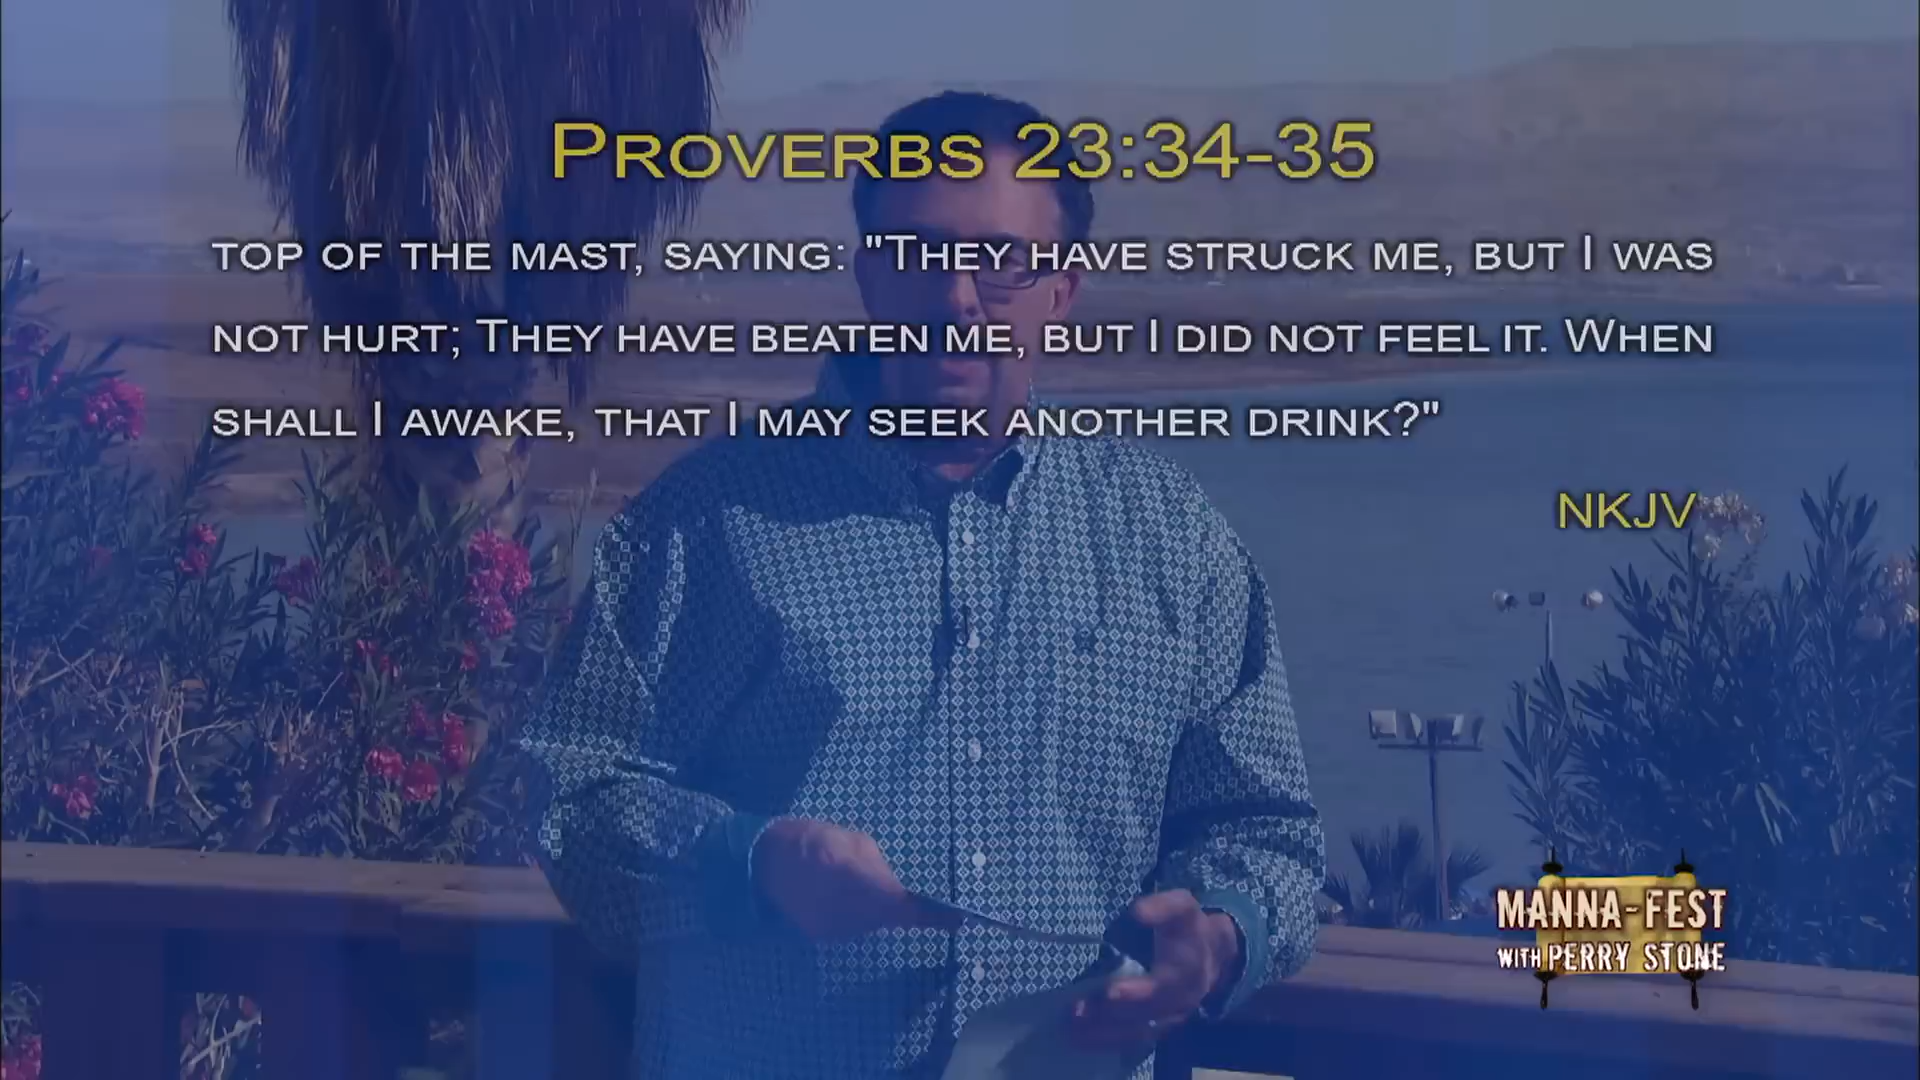 PROVERBS 23:34-35
TOP OF THE MAST, SAYING: "THEY HAVE STRUCK ME, BUT I WAS
NOT HURT; THEY HAVE BEATEN ME, BUT I DID NOT FEEL IT. WHEN
SHALL I AWAKE, THAT I MAY SEEK ANOTHER DRINK?"
NKJV
MANNA-FEST
WITH PERRY STONE